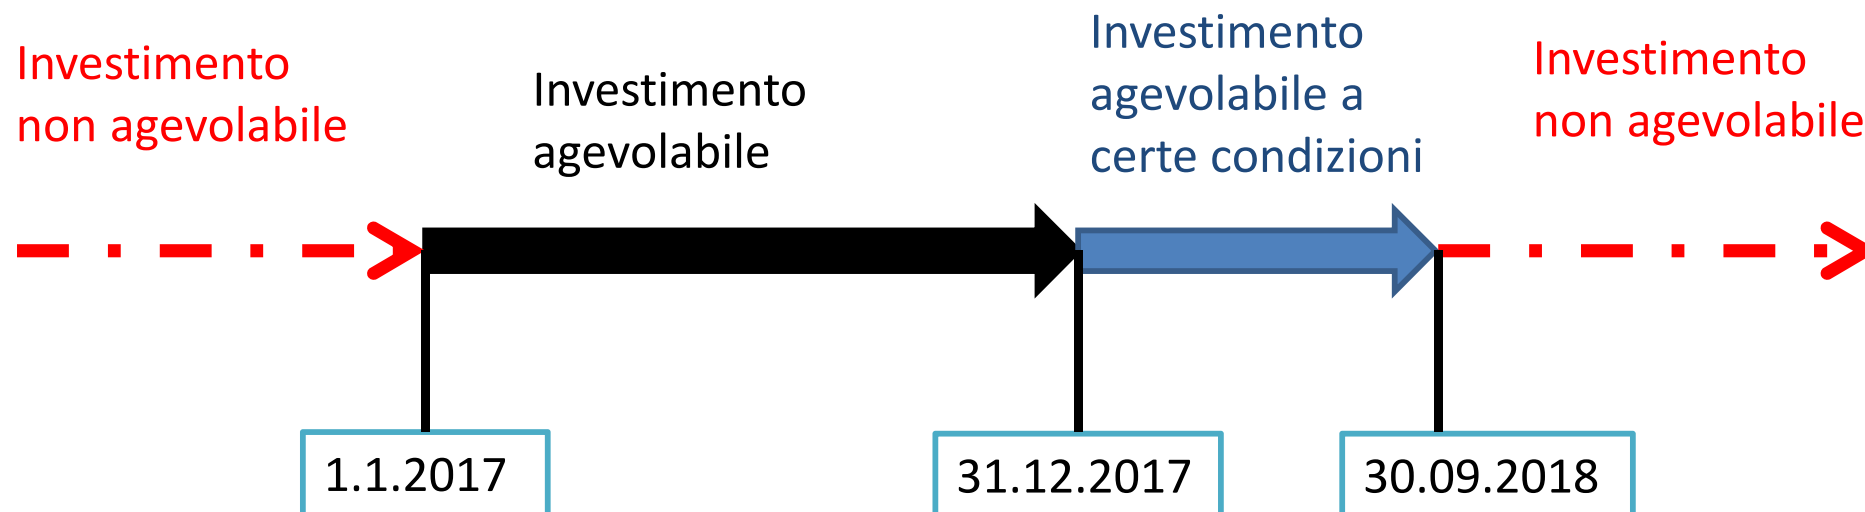 Investimento
non agevolabile
Investimento
agevolabile
Investimento
agevolabile a
certe condizioni
Investimento
non agevolabile
1.1.2017
31.12.2017
30.09.2018